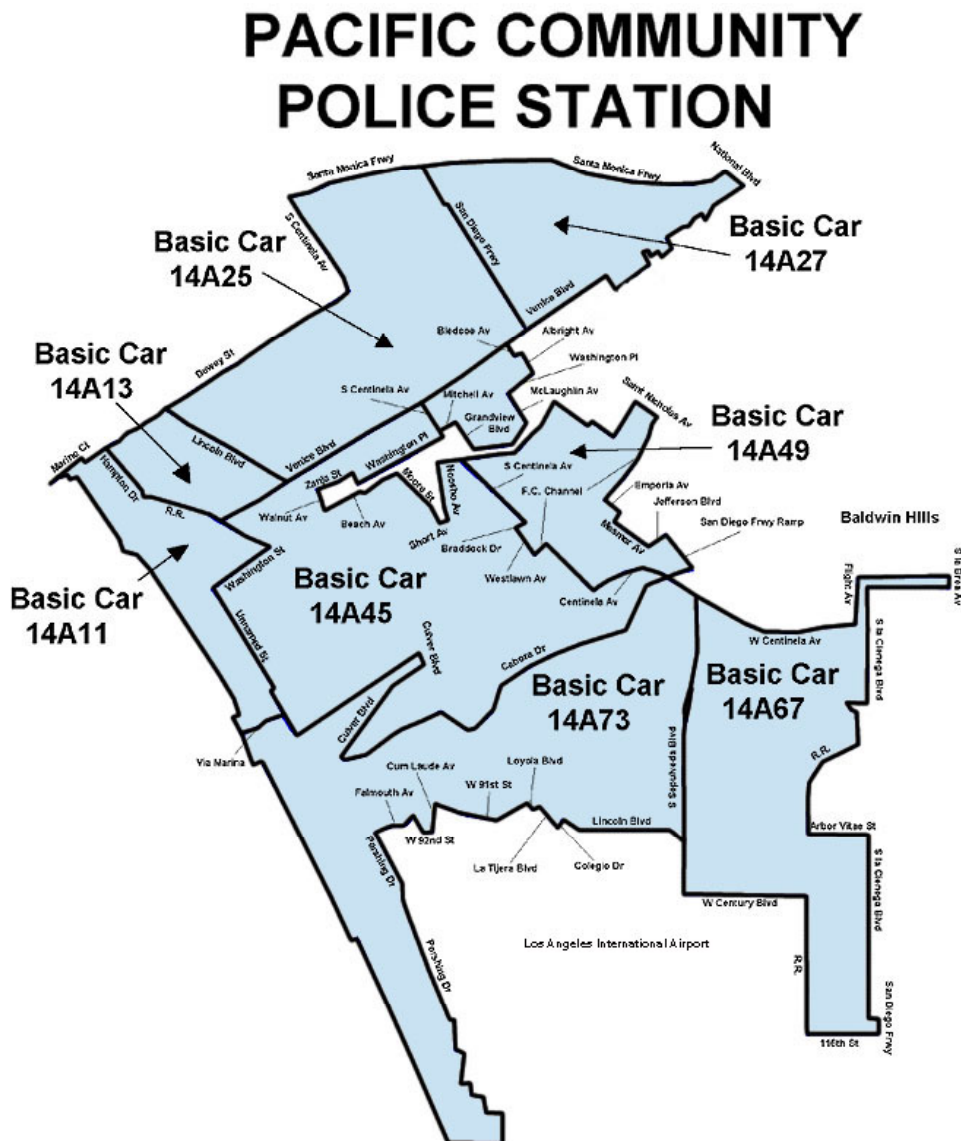 PACIFIC COMMUNITY
POLICE STATION
Santa Monica Frwy
Santa Monica Frwy
National Blvd
S Centinela Av
San Diego Frwy
Basic Car
14A25
Basic Car
14A27
Venice Blvd
Bledsoe Av
Albright Av
Dewey St
Washington Pl
Basic Car
14A13
S Centinela Av
Mitchell Av
McLaughlin Av
Grandview
Blvd
Saint Nicholas Av
Basic Car
14A49
Marine Ct
Hampton Dr
Lincoln Blvd
Venice Blvd
Washington Pl
Zanja St
Moore St
Noosho Av
S Centinela Av
F.C. Channel
Emporia Av
Jefferson Blvd
San Diego Frwy Ramp
R.R.
Walnut Av
Beach Av
Short Av
Braddock Dr
Mesmer Av
Baldwin Hills
Westlawn Av
Washington St
Basic Car
14A11
Basic Car
14A45
Centinela Av
Flight Av
S la Brea Av
Unnamed St
Culver Blvd
Cabora Dr
W Centinela Av
S la Cienega Blvd
Basic Car
14A73
Basic Car
14A67
Culver Blvd
Via Marina
S Sepulveda Blvd
R.R.
Cum Laude Av
Loyola Blvd
W 91st St
Falmouth Av
W 92nd St
Lincoln Blvd
Arbor Vitae St
Pershing Dr
La Tijera Blvd
Colegio Dr
S la Cienega Blvd
W Century Blvd
Los Angeles International Airport
R.R.
Pershing Dr
San Diego Frwy
116th St